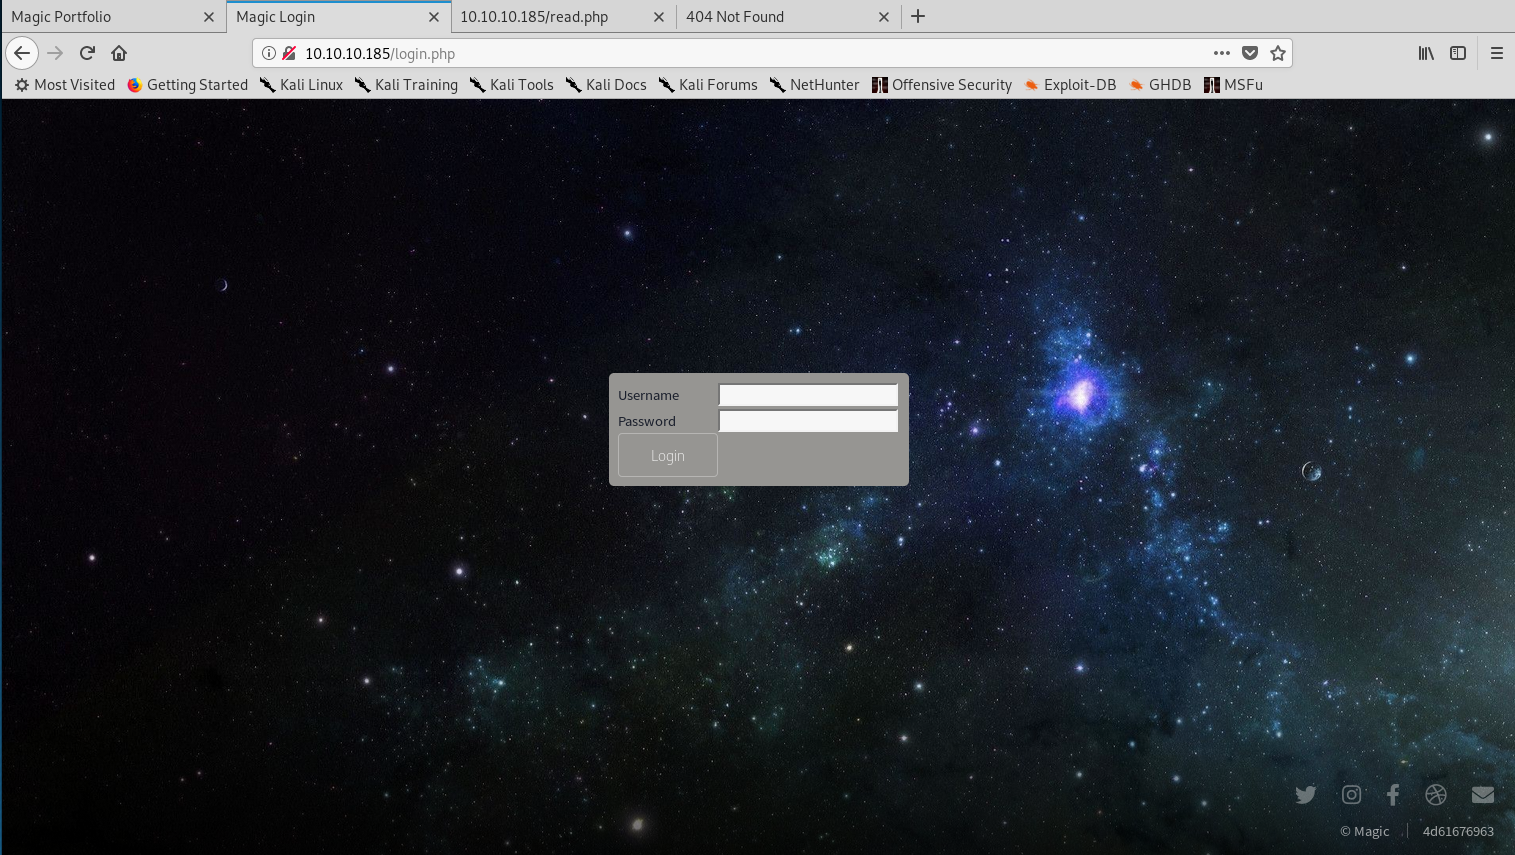 Magic Portfolio Magic Login 10.10.10.185/read.php 404 Not Found
10.10.10.185/login.php
Most Visited Getting Started Kali Linux Kali Training Kali Tools Kali Docs Kali Forums NetHunter Offensive Security Exploit-DB GHDB MSFu
Username
Password
Login
© Magic 4d61676963